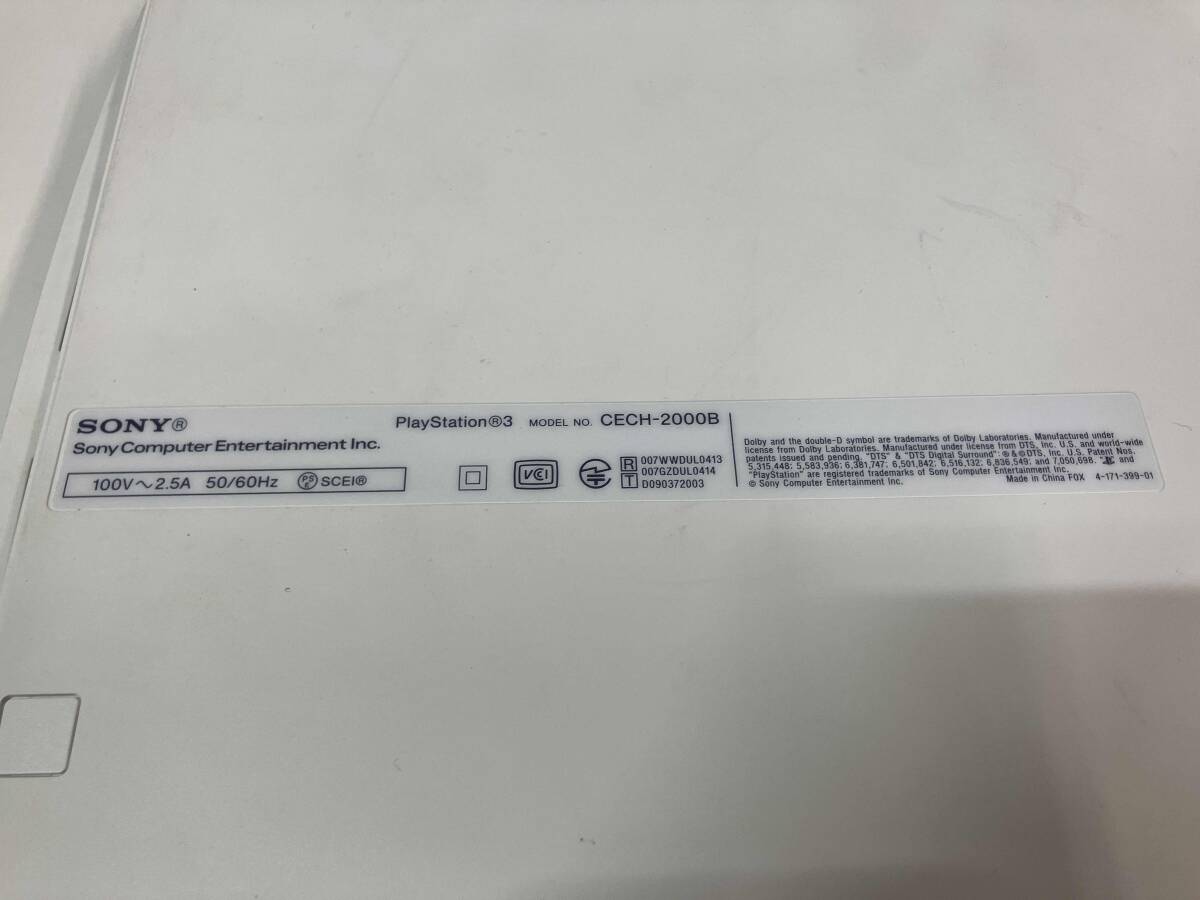 SONY®
Sony Computer Entertainment Inc.
100V～2.5A 50/60Hz PS E SCEI®
PlayStation®3 MODEL NO. CECH-2000B
VCCI
R 007WWDUL0413
007GZDUL0414
T D090372003
Dolby and the double-D symbol are trademarks of Dolby Laboratories. Manufactured under
license from Dolby Laboratories. Manufactured under license from DTS, Inc. U.S. and world-wide
patents issued and pending. "DTS" & "DTS Digital Surround": ® & © DTS, Inc. U.S. Patent Nos.
5,315,448; 5,583,936; 6,381,747; 6,501,842; 6,516,132; 6,836,549; and 7,050,698. and
"PlayStation" are registered trademarks of Sony Computer Entertainment Inc.
© Sony Computer Entertainment Inc.
Made in China FOX 4-171-399-01